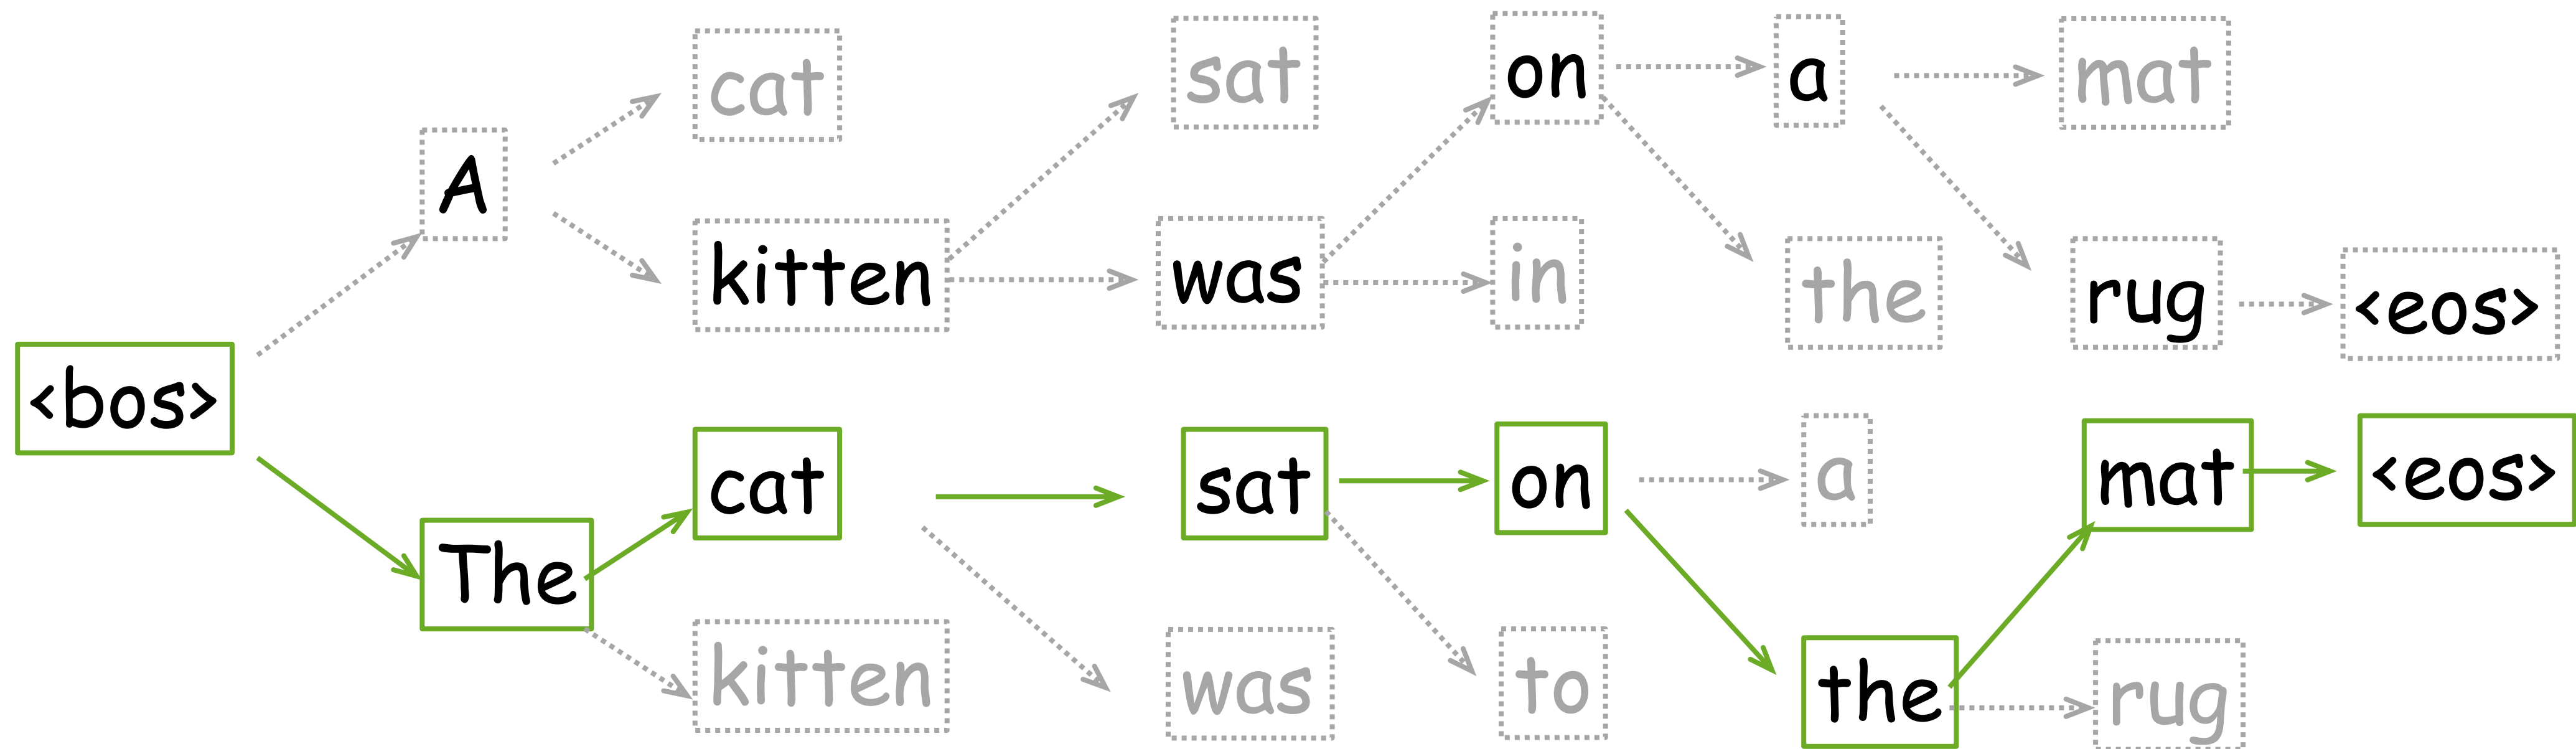 cat sat on a mat
A
kitten was in the rug <eos>
<bos>
cat sat on a mat <eos>
The
kitten was to the rug